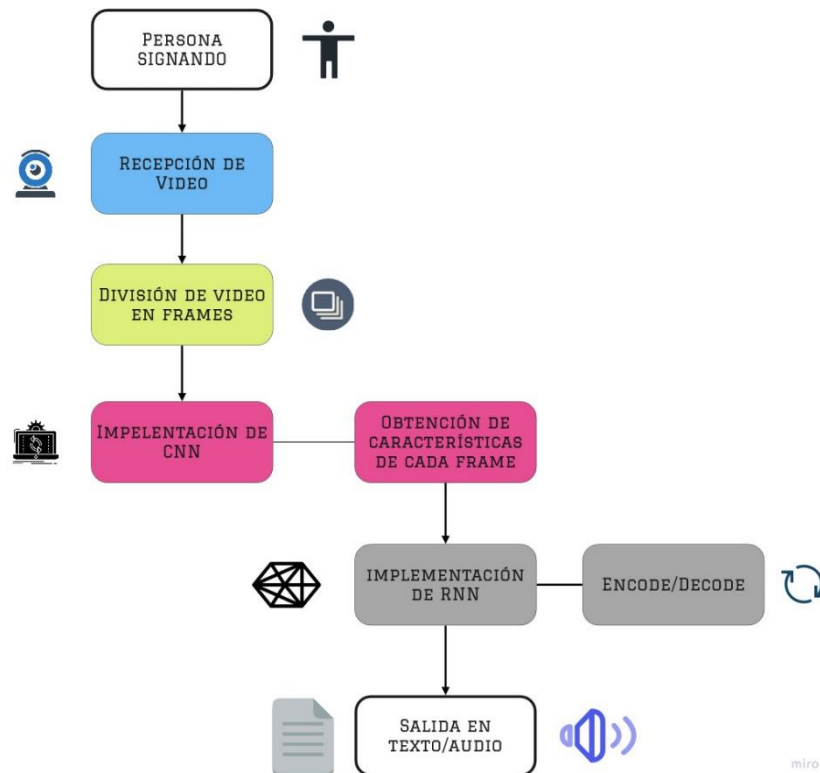 PERSONA
SIGNANDO
RECEPCIÓN DE
VIDEO
DIVISIÓN DE VIDEO
EN FRAMES
IMPELENTACIÓN DE
CNN
OBTENCIÓN DE
CARACTERÍSTICAS
DE CADA FRAME
IMPLEMENTACIÓN
DE RNN
ENCODE/DECODE
SALIDA EN
TEXTO/AUDIO
miro